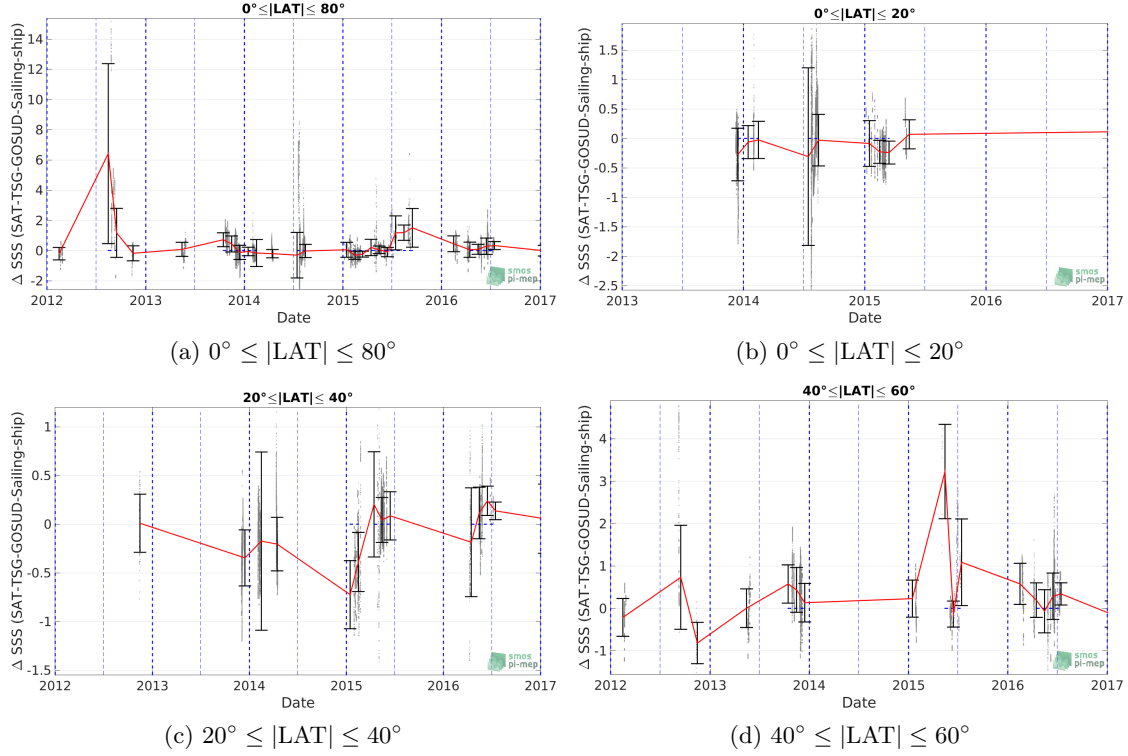 0°≤|LAT|≤ 80°
Δ SSS (SAT-TSG-GOSUD-Sailing-ship)
14
12
10
8
6
4
2
0
-2
2012 2013 2014 2015 2016 2017
Date
smos
pi-mep
(a) 0° ≤ |LAT| ≤ 80°
0°≤|LAT|≤ 20°
Δ SSS (SAT-TSG-GOSUD-Sailing-ship)
1.5
1
0.5
0
-0.5
-1
-1.5
-2
-2.5
2013 2014 2015 2016 2017
Date
smos
pi-mep
(b) 0° ≤ |LAT| ≤ 20°
20°≤|LAT|≤ 40°
Δ SSS (SAT-TSG-GOSUD-Sailing-ship)
1
0.5
0
-0.5
-1
-1.5
2012 2013 2014 2015 2016 2017
Date
smos
pi-mep
(c) 20° ≤ |LAT| ≤ 40°
40°≤|LAT|≤ 60°
Δ SSS (SAT-TSG-GOSUD-Sailing-ship)
4
3
2
1
0
-1
2012 2013 2014 2015 2016 2017
Date
smos
pi-mep
(d) 40° ≤ |LAT| ≤ 60°